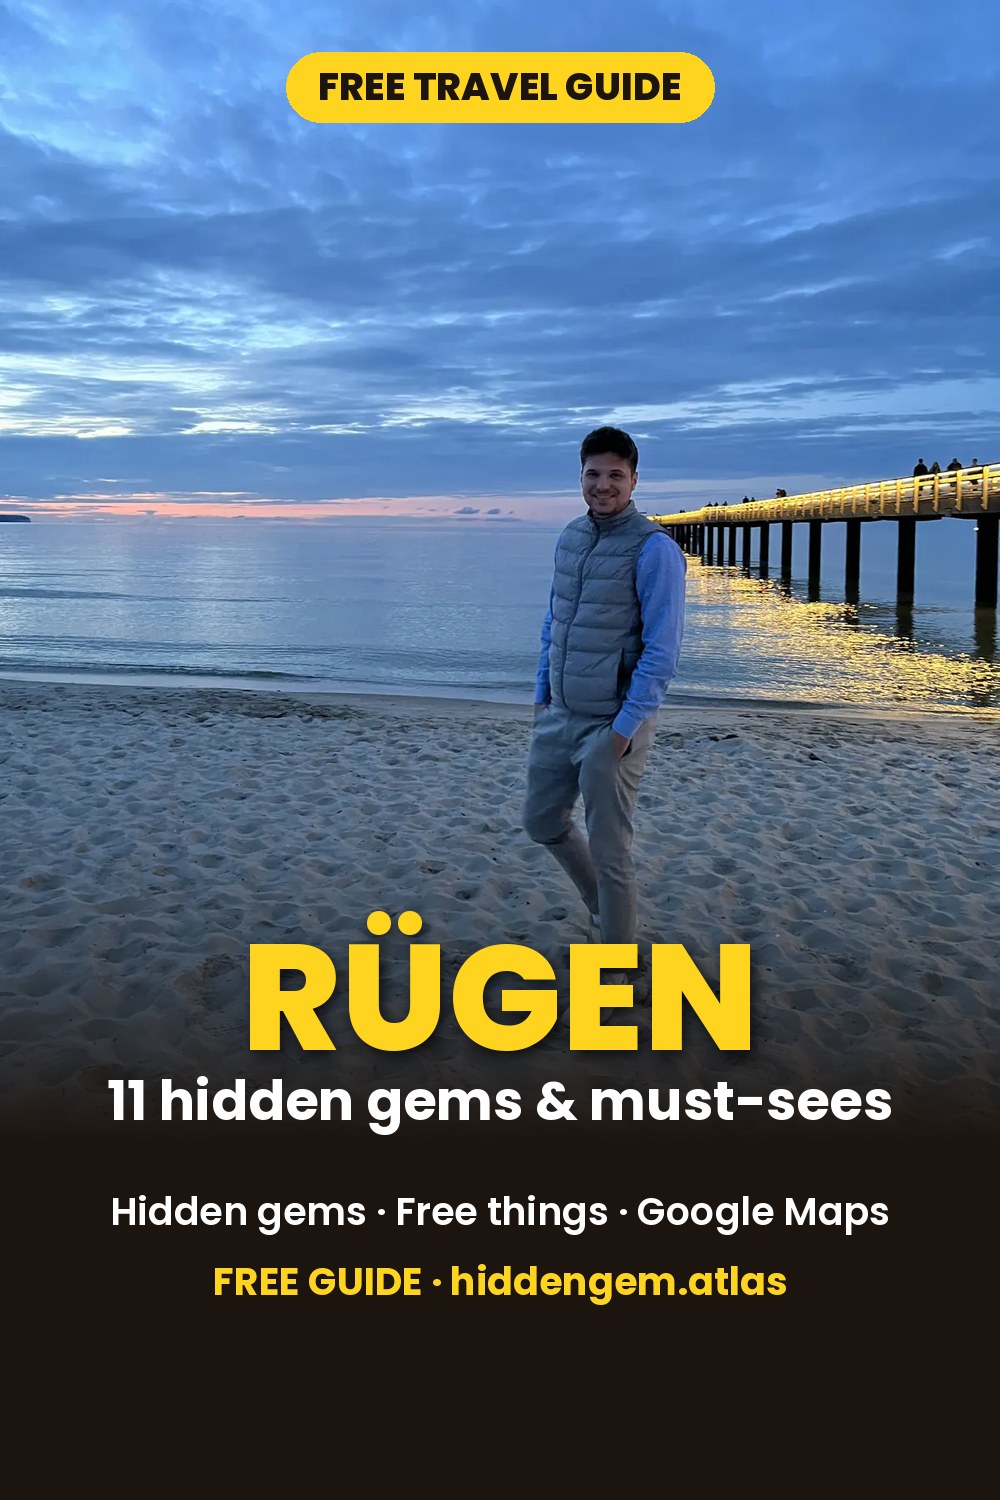 FREE TRAVEL GUIDE
RÜGEN
11 hidden gems & must-sees
Hidden gems · Free things · Google Maps
FREE GUIDE · hiddengem.atlas